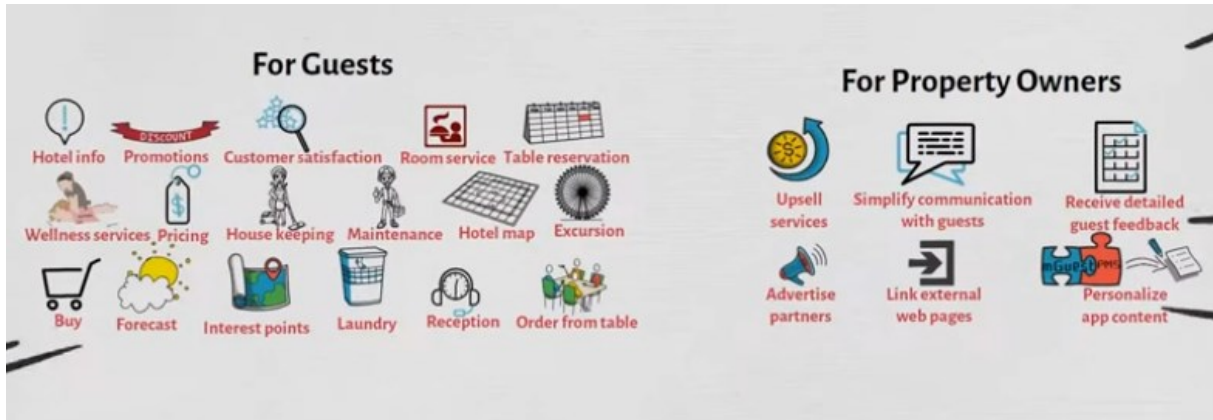 For Guests
DISCOUNT
Hotel info
Promotions
Customer satisfaction
Room service
Table reservation
Wellness services
Pricing
House keeping
Maintenance
Hotel map
Excursion
Buy
Forecast
Interest points
Laundry
Reception
Order from table
For Property Owners
Upsell
services
Simplify communication
with guests
Receive detailed
guest feedback
Advertise
partners
Link external
web pages
mGuest PMS
Personalize
app content